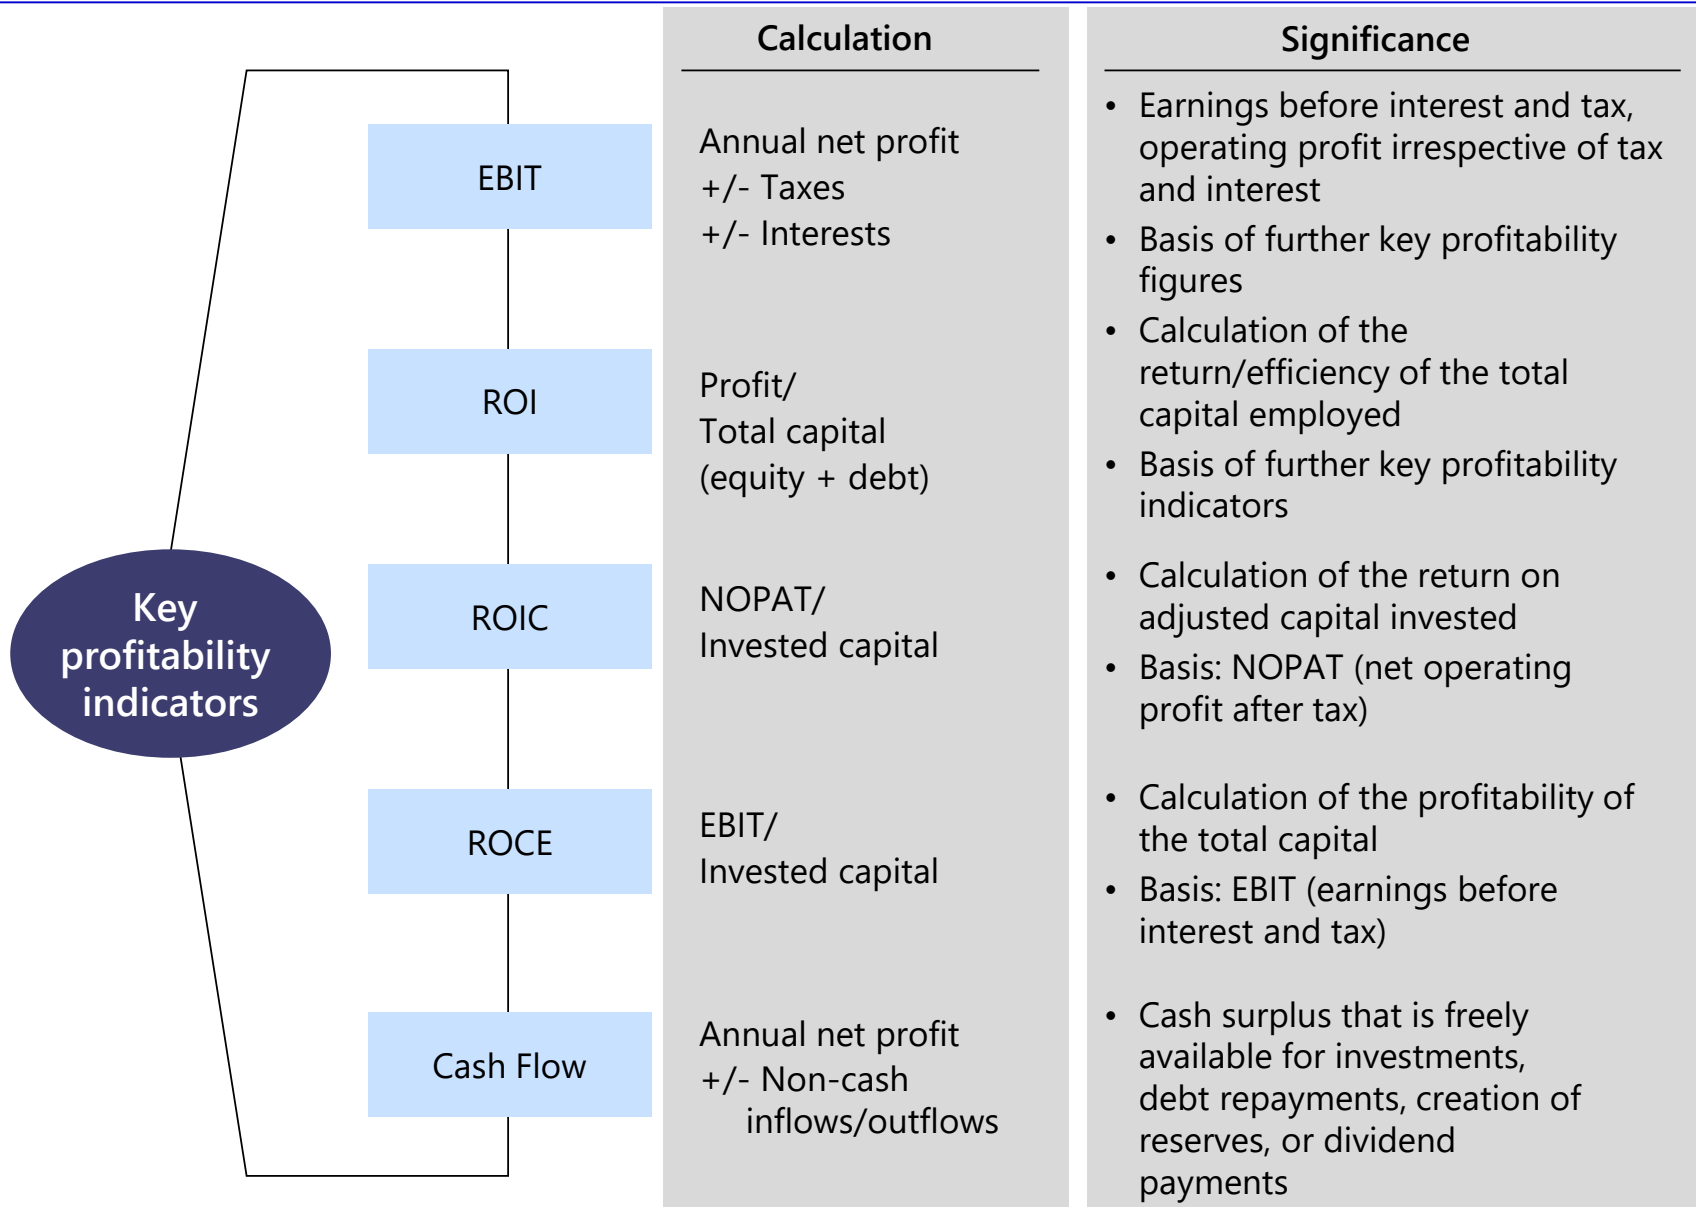 Calculation
Significance
Key
profitability
indicators
EBIT
Annual net profit
+/- Taxes
+/- Interests
• Earnings before interest and tax,
operating profit irrespective of tax
and interest
• Basis of further key profitability
figures
ROI
Profit/
Total capital
(equity + debt)
• Calculation of the
return/efficiency of the total
capital employed
• Basis of further key profitability
indicators
ROIC
NOPAT/
Invested capital
• Calculation of the return on
adjusted capital invested
• Basis: NOPAT (net operating
profit after tax)
ROCE
EBIT/
Invested capital
• Calculation of the profitability of
the total capital
• Basis: EBIT (earnings before
interest and tax)
Cash Flow
Annual net profit
+/- Non-cash
inflows/outflows
• Cash surplus that is freely
available for investments,
debt repayments, creation of
reserves, or dividend
payments